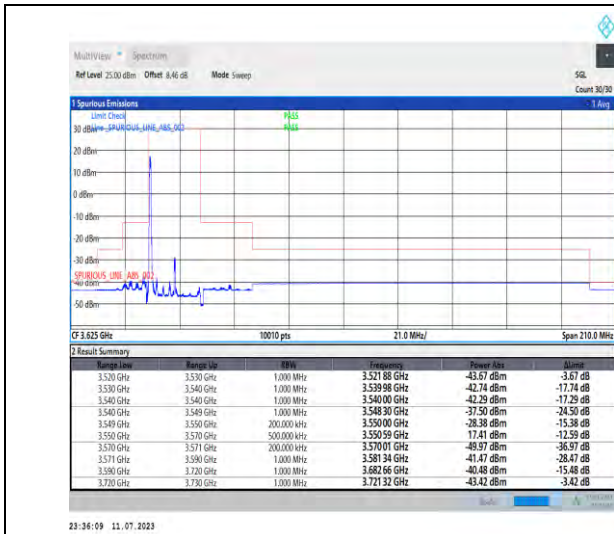 MultiView Spectrum
Ref Level 25.00 dBm Offset 8.46 dB Mode Sweep SGL
Count 30/30
1 Spurious Emissions 1 Avg
Limit Check PASS
30 dBm Line _SPURIOUS_LINE_ABS_002 PASS
20 dBm
10 dBm
0 dBm
-10 dBm
-20 dBm
-30 dBm
SPURIOUS_LINE_ABS_002
-40 dBm
-50 dBm
CF 3.625 GHz 10010 pts 21.0 MHz/ Span 210.0 MHz
2 Result Summary
Range Low Range Up RBW Frequency Power Abs ΔLimit
3.520 GHz 3.530 GHz 1.000 MHz 3.521 88 GHz -43.67 dBm -3.67 dB
3.530 GHz 3.540 GHz 1.000 MHz 3.539 98 GHz -42.74 dBm -17.74 dB
3.540 GHz 3.540 GHz 1.000 MHz 3.540 00 GHz -42.29 dBm -17.29 dB
3.540 GHz 3.549 GHz 1.000 MHz 3.548 30 GHz -37.50 dBm -24.50 dB
3.549 GHz 3.550 GHz 200.000 kHz 3.550 00 GHz -28.38 dBm -15.38 dB
3.550 GHz 3.570 GHz 500.000 kHz 3.550 59 GHz 17.41 dBm -12.59 dB
3.570 GHz 3.571 GHz 200.000 kHz 3.570 01 GHz -49.97 dBm -36.97 dB
3.571 GHz 3.590 GHz 1.000 MHz 3.581 34 GHz -41.47 dBm -28.47 dB
3.590 GHz 3.720 GHz 1.000 MHz 3.682 66 GHz -40.48 dBm -15.48 dB
3.720 GHz 3.730 GHz 1.000 MHz 3.721 32 GHz -43.42 dBm -3.42 dB
23:36:09 11.07.2023